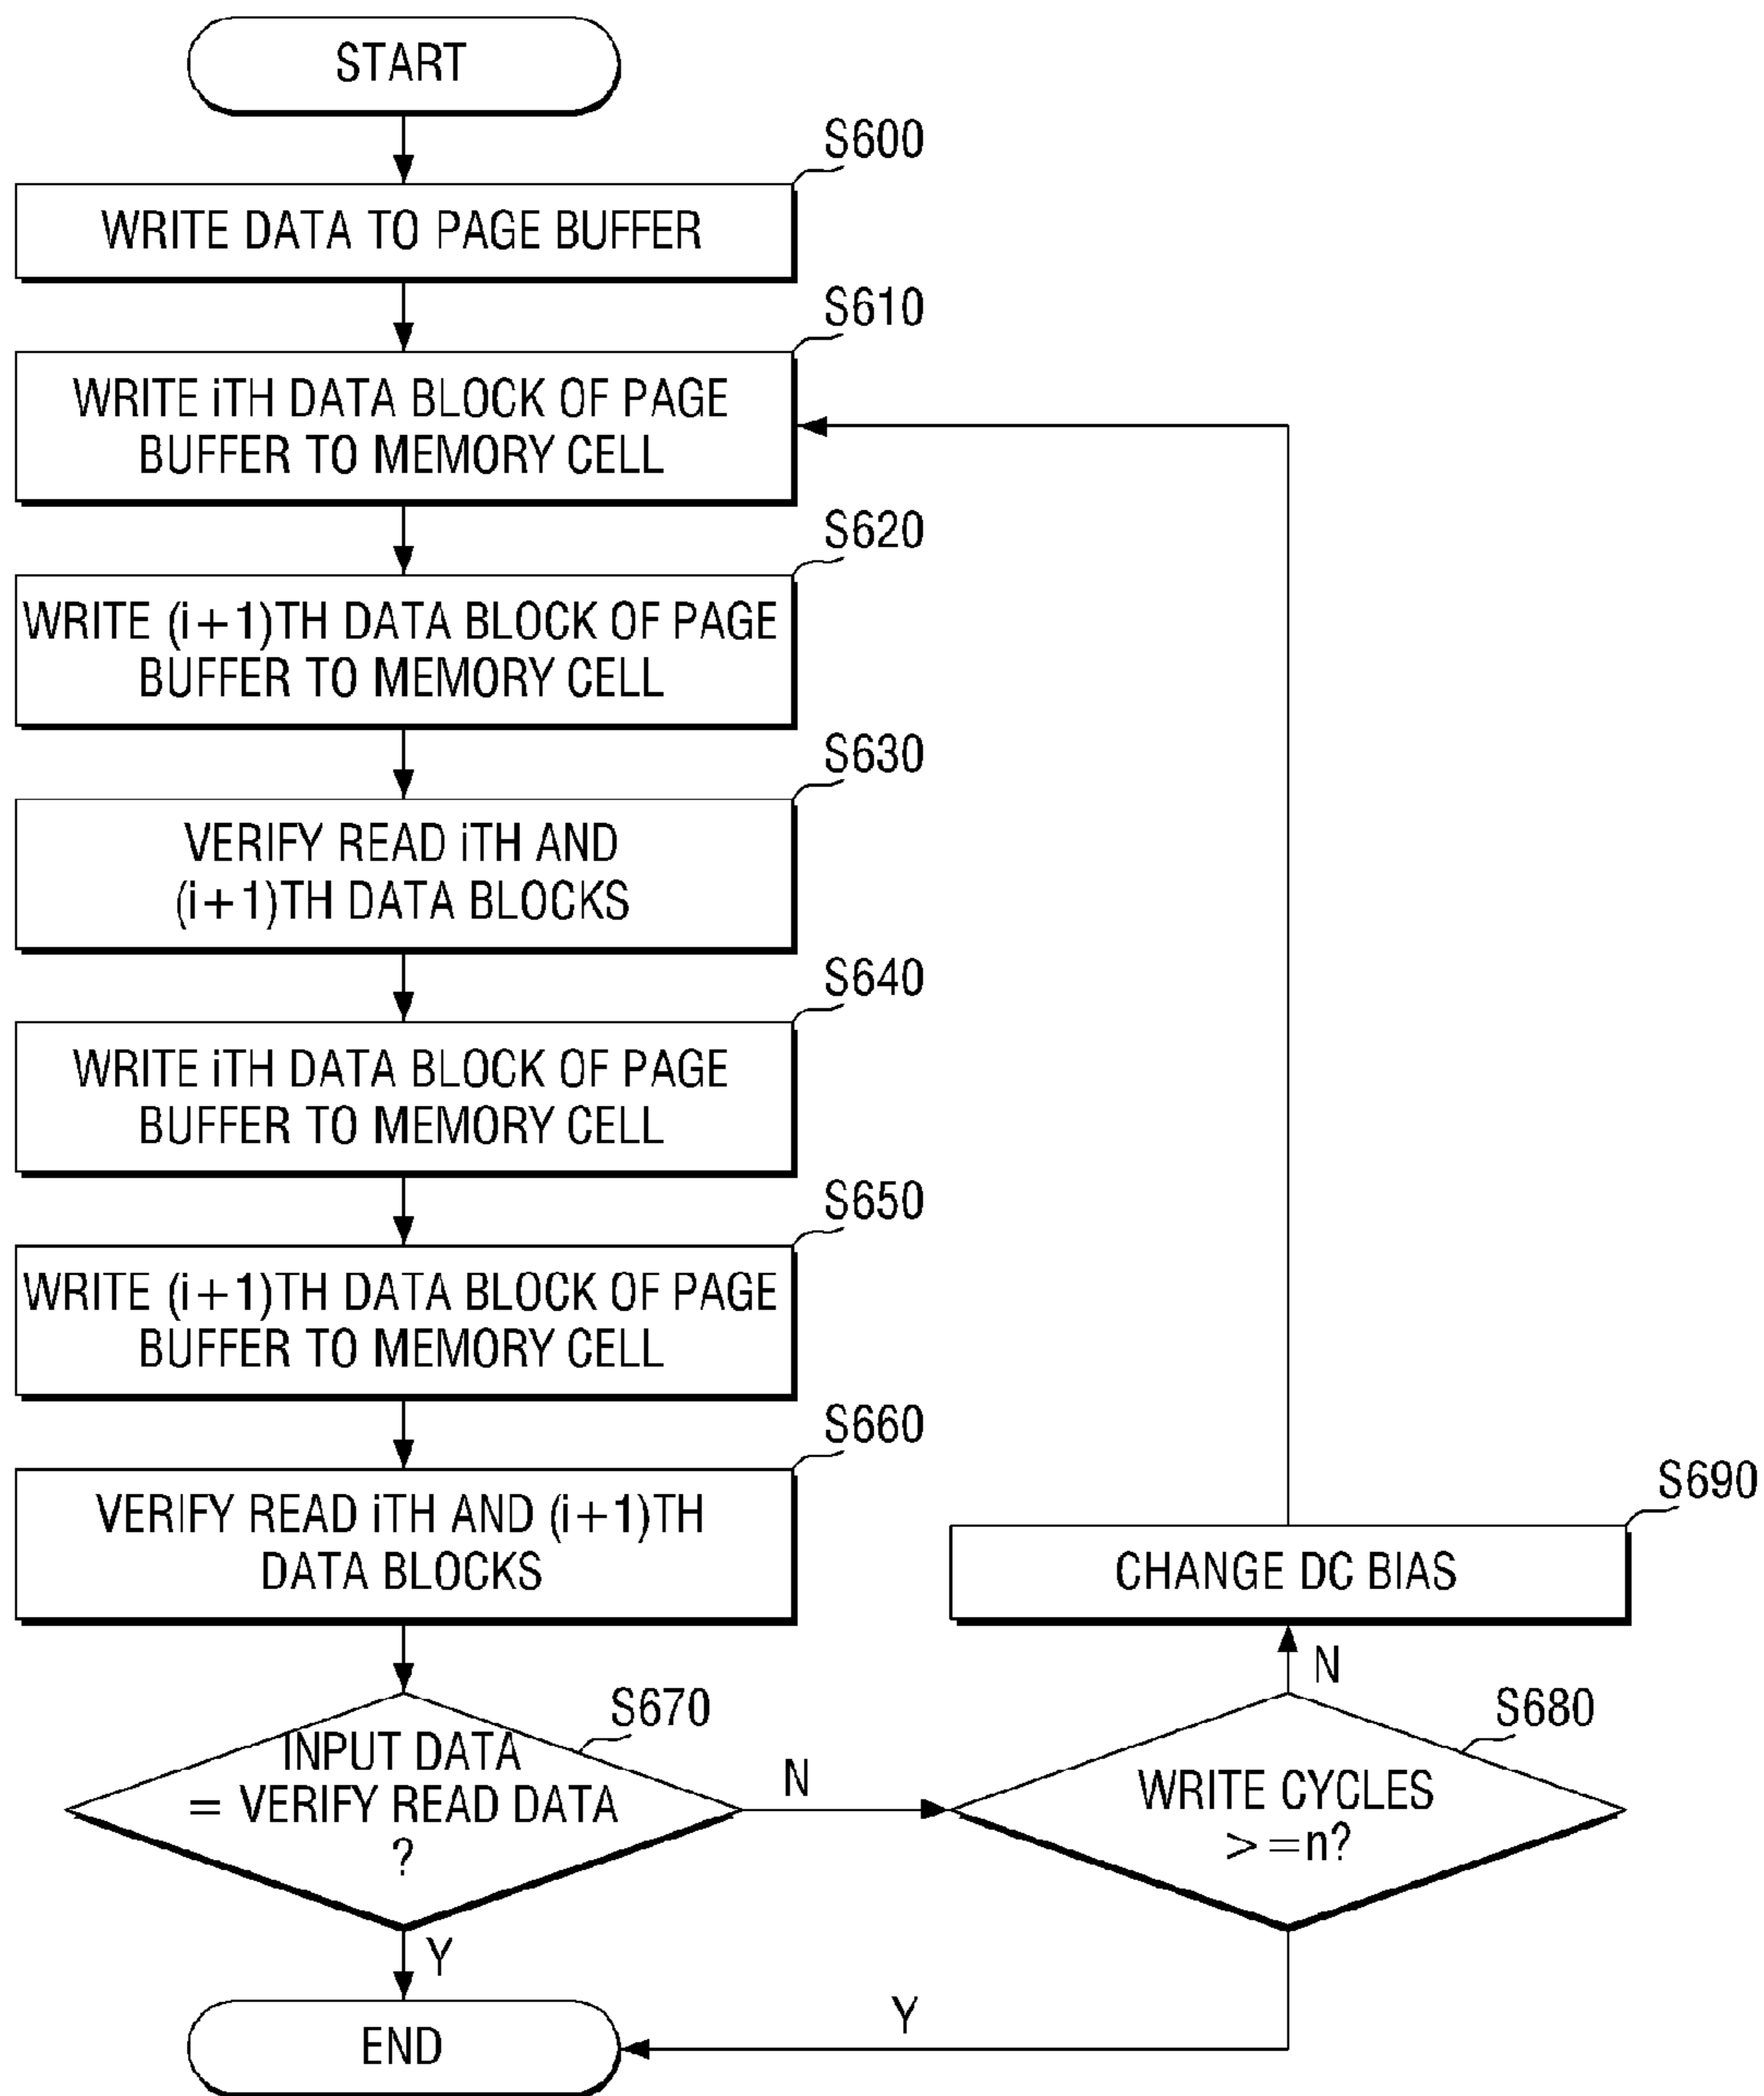 START
S600
WRITE DATA TO PAGE BUFFER
S610
WRITE iTH DATA BLOCK OF PAGE
BUFFER TO MEMORY CELL
S620
WRITE (i+1)TH DATA BLOCK OF PAGE
BUFFER TO MEMORY CELL
S630
VERIFY READ iTH AND
(i+1)TH DATA BLOCKS
S640
WRITE iTH DATA BLOCK OF PAGE
BUFFER TO MEMORY CELL
S650
WRITE (i+1)TH DATA BLOCK OF PAGE
BUFFER TO MEMORY CELL
S660
VERIFY READ iTH AND (i+1)TH
DATA BLOCKS
S690
CHANGE DC BIAS
N
S670
INPUT DATA
= VERIFY READ DATA
?
N
S680
WRITE CYCLES
>=n?
Y
Y
END